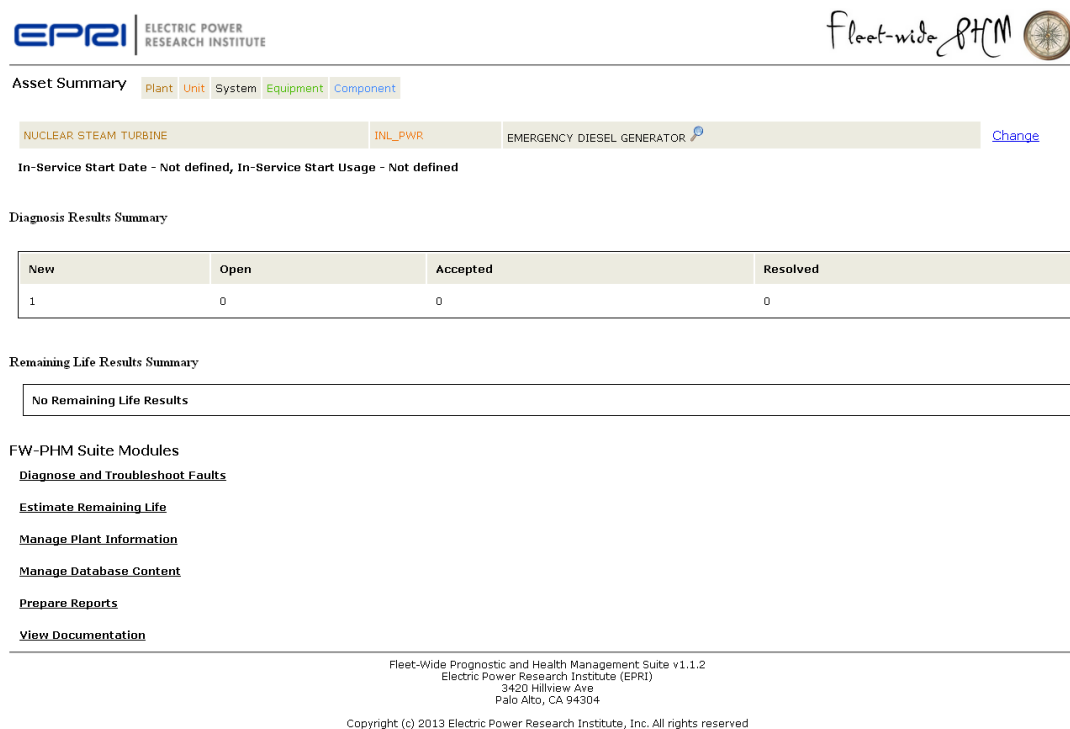 EPRI ELECTRIC POWER RESEARCH INSTITUTE
Fleet-wide PHM
Asset Summary Plant Unit System Equipment Component
NUCLEAR STEAM TURBINE INL_PWR EMERGENCY DIESEL GENERATOR Change
In-Service Start Date - Not defined, In-Service Start Usage - Not defined
Diagnosis Results Summary
New Open Accepted Resolved
1 0 0 0
Remaining Life Results Summary
No Remaining Life Results
FW-PHM Suite Modules
Diagnose and Troubleshoot Faults
Estimate Remaining Life
Manage Plant Information
Manage Database Content
Prepare Reports
View Documentation
Fleet-Wide Prognostic and Health Management Suite v1.1.2
Electric Power Research Institute (EPRI)
3420 Hillview Ave
Palo Alto, CA 94304
Copyright (c) 2013 Electric Power Research Institute, Inc. All rights reserved